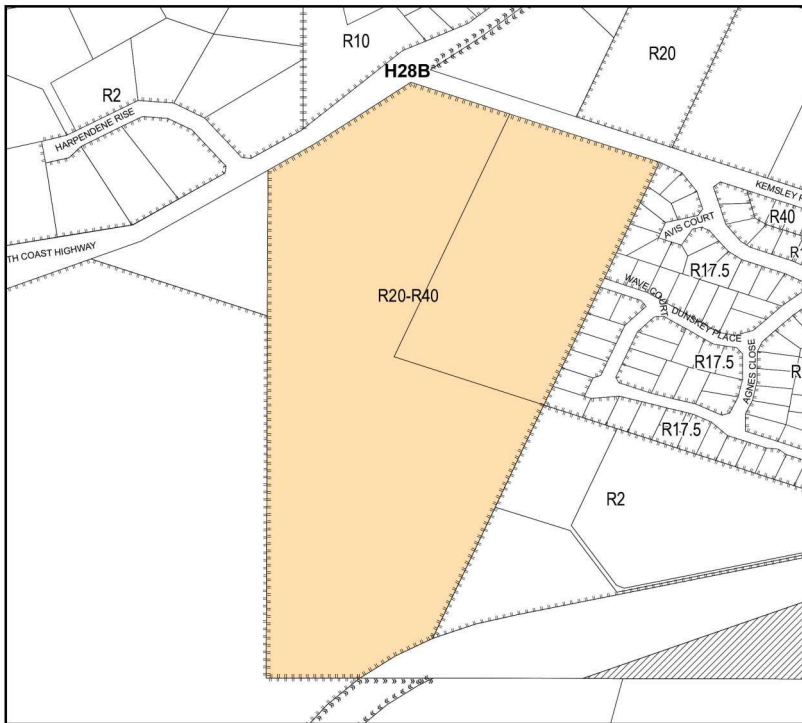 R10
R20
H28B
R2
HARPENDENE RISE
KEMSLEY P
AVIS COURT
R40
R1
TH COAST HIGHWAY
R17.5
R20-R40
WAVE COURT
DUNSKEY PLACE
R17.5
AGNES CLOSE
R
R17.5
R2